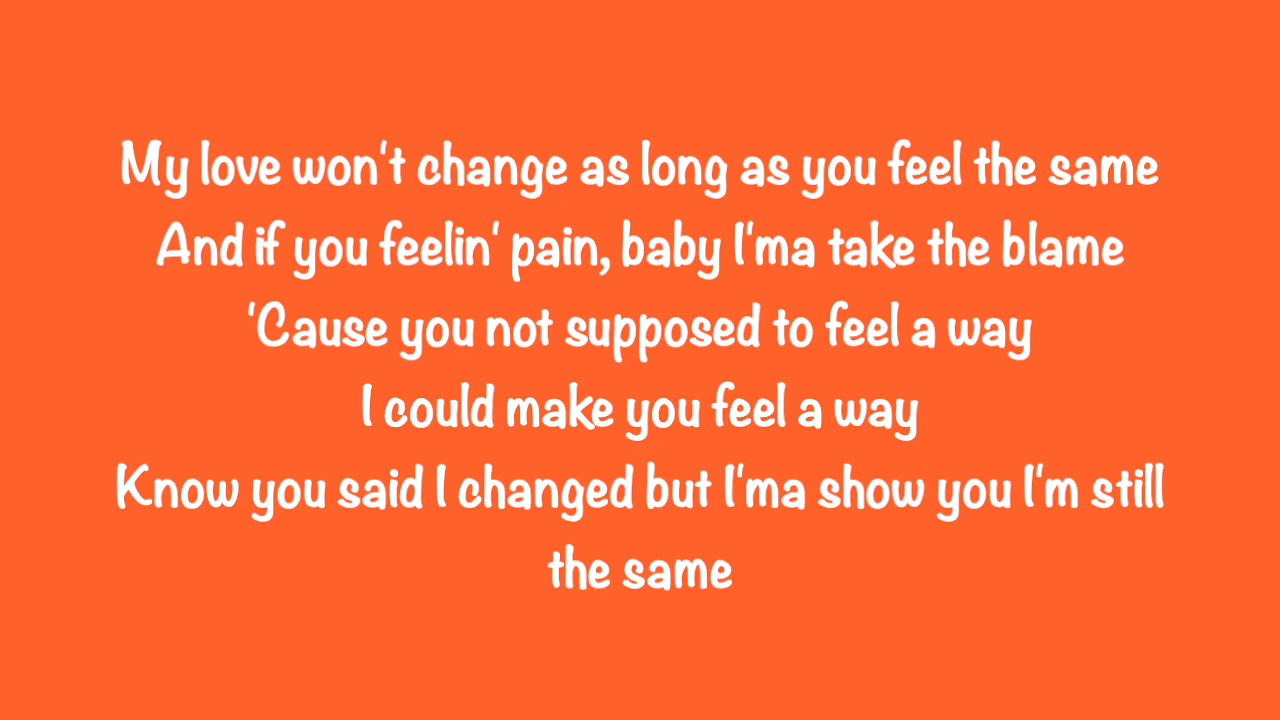 My love won't change as long as you feel the same
And if you feelin' pain, baby I'ma take the blame
'Cause you not supposed to feel a way
I could make you feel a way
Know you said I changed but I'ma show you I'm still
the same